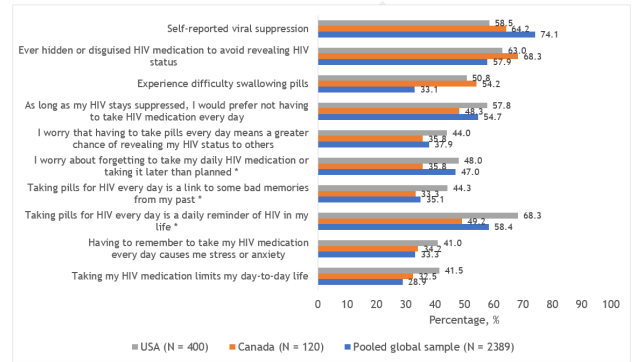 Self-reported viral suppression
58.5
64.2
74.1
Ever hidden or disguised HIV medication to avoid revealing HIV
status
63.0
68.3
57.9
Experience difficulty swallowing pills
50.8
54.2
33.1
As long as my HIV stays suppressed, I would prefer not having
to take HIV medication every day
57.8
48.3
54.7
I worry that having to take pills every day means a greater
chance of revealing my HIV status to others
44.0
35.8
37.9
I worry about forgetting to take my daily HIV medication or
taking it later than planned *
48.0
35.8
47.0
Taking pills for HIV every day is a link to some bad memories
from my past *
44.3
33.3
35.1
Taking pills for HIV every day is a daily reminder of HIV in my
life *
68.3
49.2
58.4
Having to remember to take my HIV medication
every day causes me stress or anxiety
41.0
34.2
33.3
Taking my HIV medication limits my day-to-day life
41.5
32.5
28.9
0 10 20 30 40 50 60 70 80 90 100
Percentage, %
USA (N = 400) Canada (N = 120) Pooled global sample (N = 2389)